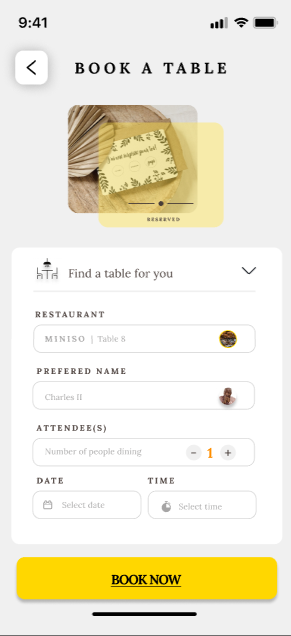 9:41
BOOK A TABLE
RESERVED
Find a table for you
RESTAURANT
MINISO | Table 8
PREFERED NAME
Charles II
ATTENDEE(S)
Number of people dining
- 1 +
DATE TIME
Select date Select time
BOOK NOW